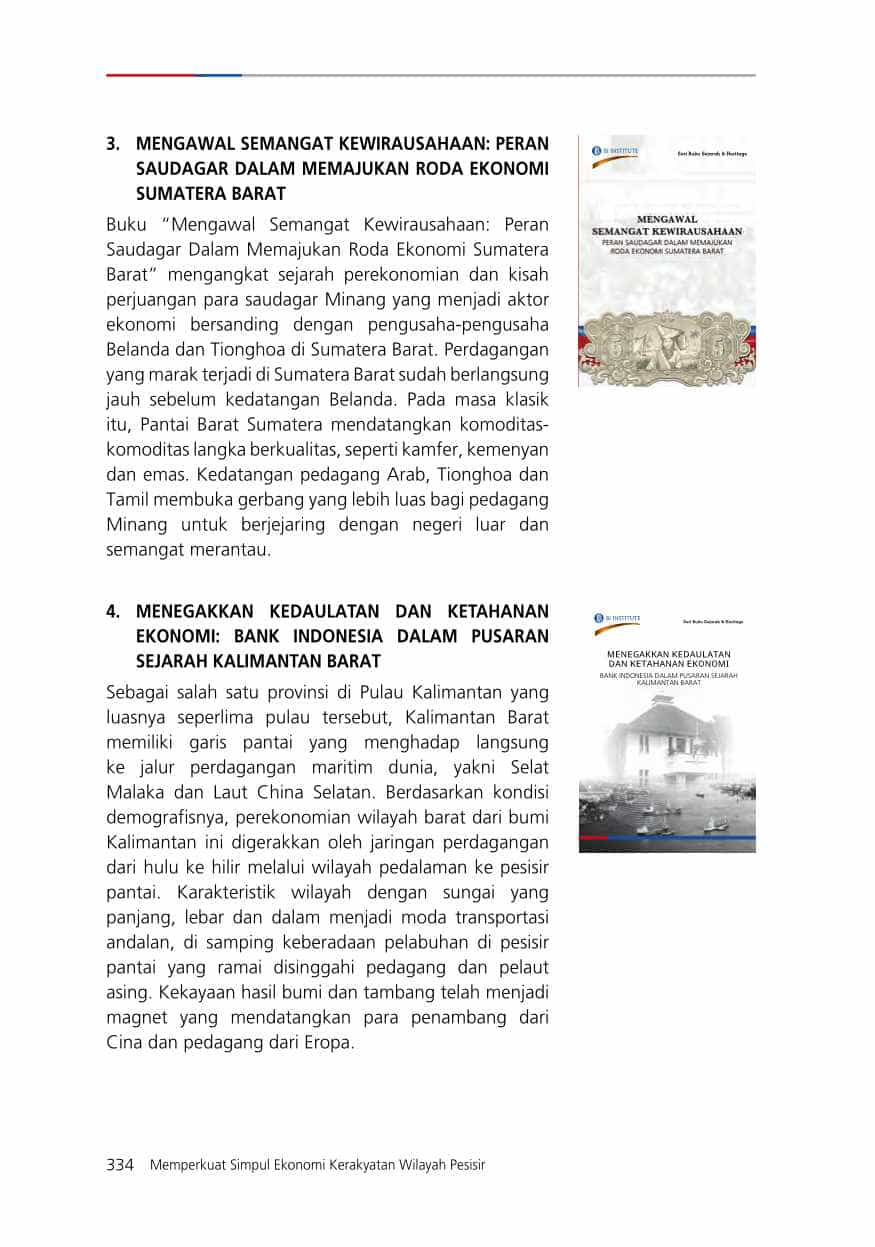 3. MENGAWAL SEMANGAT KEWIRAUSAHAAN: PERAN
SAUDAGAR DALAM MEMAJUKAN RODA EKONOMI
SUMATERA BARAT
Buku “Mengawal Semangat Kewirausahaan: Peran
Saudagar Dalam Memajukan Roda Ekonomi Sumatera
Barat” mengangkat sejarah perekonomian dan kisah
perjuangan para saudagar Minang yang menjadi aktor
ekonomi bersanding dengan pengusaha-pengusaha
Belanda dan Tionghoa di Sumatera Barat. Perdagangan
yang marak terjadi di Sumatera Barat sudah berlangsung
jauh sebelum kedatangan Belanda. Pada masa klasik
itu, Pantai Barat Sumatera mendatangkan komoditas-
komoditas langka berkualitas, seperti kamfer, kemenyan
dan emas. Kedatangan pedagang Arab, Tionghoa dan
Tamil membuka gerbang yang lebih luas bagi pedagang
Minang untuk berjejaring dengan negeri luar dan
semangat merantau.
BI INSTITUTE
Seri Buku Sejarah & Heritage
MENGAWAL
SEMANGAT KEWIRAUSAHAAN
PERAN SAUDAGAR DALAM MEMAJUKAN
RODA EKONOMI SUMATERA BARAT
5 5
4. MENEGAKKAN KEDAULATAN DAN KETAHANAN
EKONOMI: BANK INDONESIA DALAM PUSARAN
SEJARAH KALIMANTAN BARAT
Sebagai salah satu provinsi di Pulau Kalimantan yang
luasnya seperlima pulau tersebut, Kalimantan Barat
memiliki garis pantai yang menghadap langsung
ke jalur perdagangan maritim dunia, yakni Selat
Malaka dan Laut China Selatan. Berdasarkan kondisi
demografisnya, perekonomian wilayah barat dari bumi
Kalimantan ini digerakkan oleh jaringan perdagangan
dari hulu ke hilir melalui wilayah pedalaman ke pesisir
pantai. Karakteristik wilayah dengan sungai yang
panjang, lebar dan dalam menjadi moda transportasi
andalan, di samping keberadaan pelabuhan di pesisir
pantai yang ramai disinggahi pedagang dan pelaut
asing. Kekayaan hasil bumi dan tambang telah menjadi
magnet yang mendatangkan para penambang dari
Cina dan pedagang dari Eropa.
BI INSTITUTE
Seri Buku Sejarah & Heritage
MENEGAKKAN KEDAULATAN
DAN KETAHANAN EKONOMI
BANK INDONESIA DALAM PUSARAN SEJARAH
KALIMANTAN BARAT
334 Memperkuat Simpul Ekonomi Kerakyatan Wilayah Pesisir